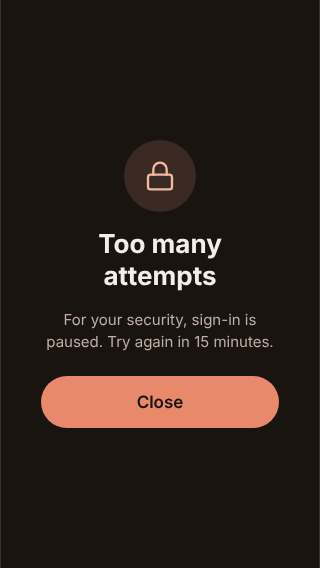 Too many
attempts
For your security, sign-in is
paused. Try again in 15 minutes.
Close